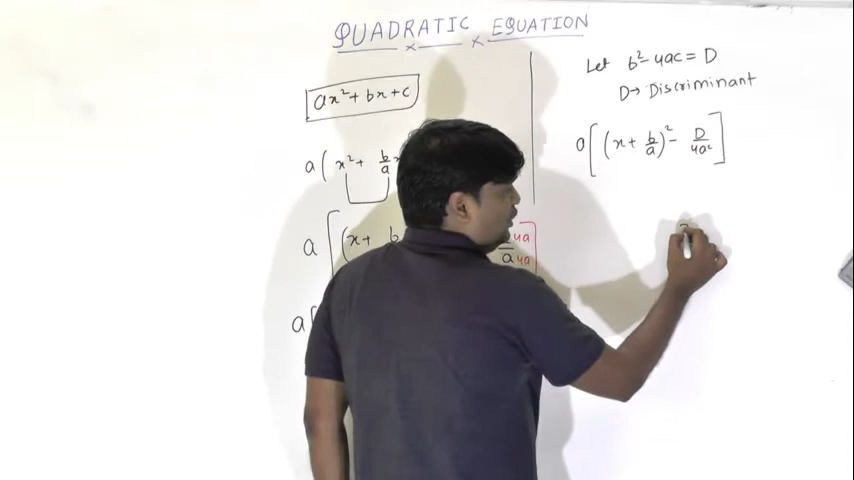 QUADRATIC EQUATION
ax² + bx + c
a ( x² + b/a x
a [ (x + b
a 4a
4a
a [
Let b² - 4ac = D
D → Discriminant
a [ (x + b/a)² - D/4a² ]